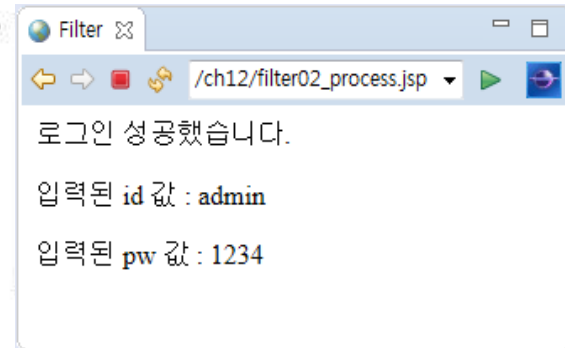 Filter
/ch12/filter02_process.jsp
로그인 성공했습니다.
입력된 id 값 : admin
입력된 pw 값 : 1234